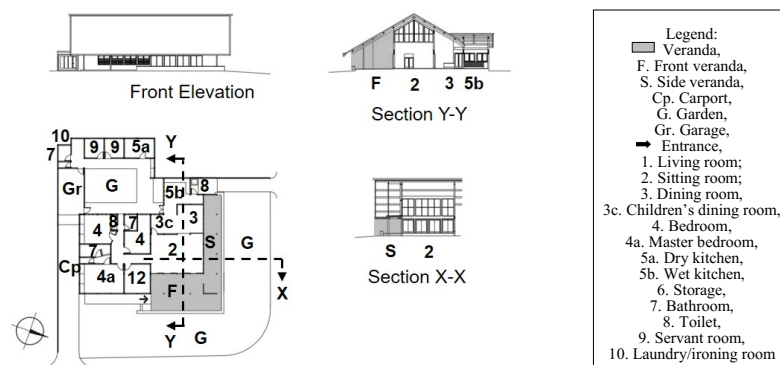 Front Elevation
F 2 3 5b
Section Y-Y
S 2
Section X-X
10
7
9 9 5a
Y
Gr
G
5b
8
4
8
7
3c
3
4
7
2
S
G
Cp
4a
12
X
F
Y
G
Legend:
Veranda,
F. Front veranda,
S. Side veranda,
Cp. Carport,
G. Garden,
Gr. Garage,
Entrance,
1. Living room;
2. Sitting room;
3. Dining room,
3c. Children's dining room,
4. Bedroom,
4a. Master bedroom,
5a. Dry kitchen,
5b. Wet kitchen,
6. Storage,
7. Bathroom,
8. Toilet,
9. Servant room,
10. Laundry/ironing room